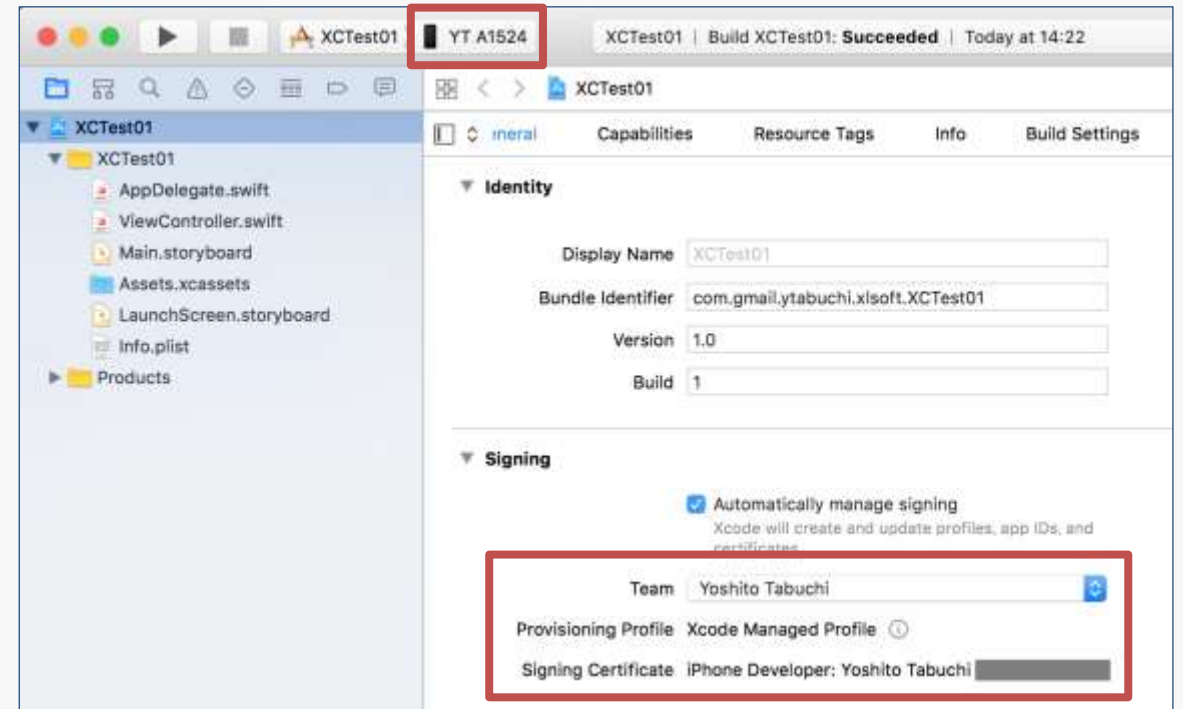 XCTest01
YT A1524
XCTest01 | Build XCTest01: Succeeded | Today at 14:22
XCTest01
XCTest01
XCTest01
AppDelegate.swift
ViewController.swift
Main.storyboard
Assets.xcassets
LaunchScreen.storyboard
Info.plist
Products
neral Capabilities Resource Tags Info Build Settings
Identity
Display Name XCTest01
Bundle Identifier com.gmail.ytabuchi.xlsoft.XCTest01
Version 1.0
Build 1
Signing
Automatically manage signing
Xcode will create and update profiles, app IDs, and
certificates.
Team Yoshito Tabuchi
Provisioning Profile Xcode Managed Profile
Signing Certificate iPhone Developer: Yoshito Tabuchi